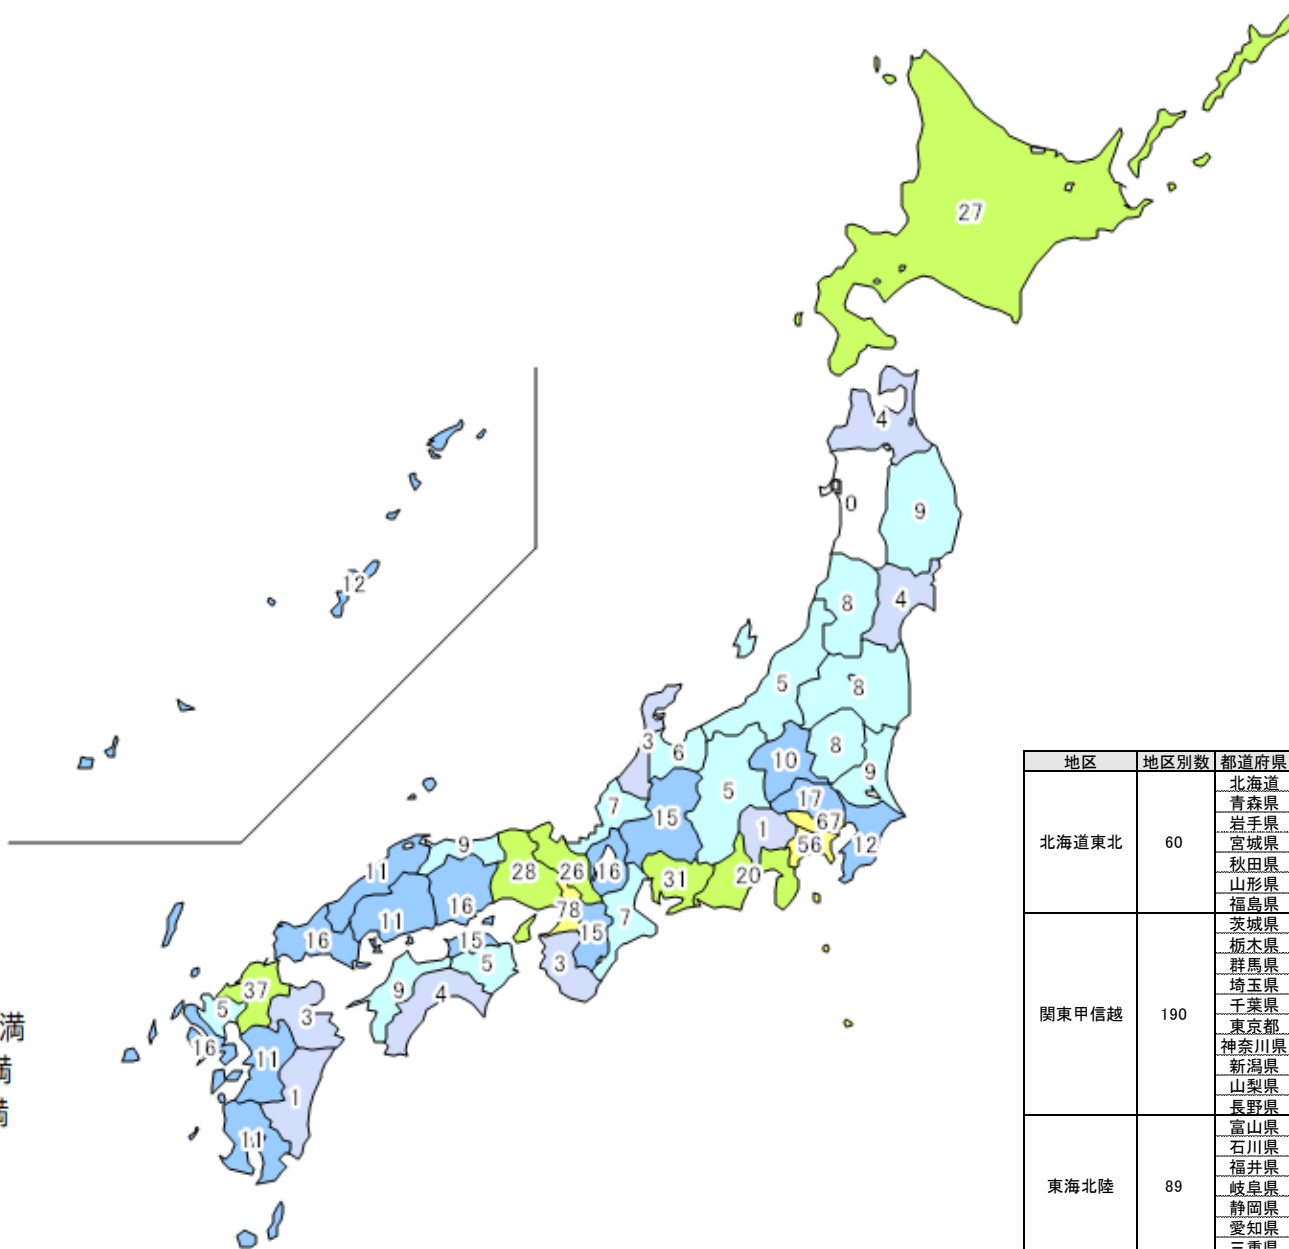 27
4
0
9
12
8
4
5
8
3
6
10
8
9
7
15
5
17
67
1
56
12
9
11
28
26
16
31
20
16
11
78
15
7
16
15
5
3
9
4
37
5
3
16
11
1
11
満
満
満
地区 地区別数 都道府県
北海道
青森県
岩手県
北海道東北 60 宮城県
秋田県
山形県
福島県
茨城県
栃木県
群馬県
埼玉県
関東甲信越 190 千葉県
東京都
神奈川県
新潟県
山梨県
長野県
富山県
石川県
福井県
東海北陸 89 岐阜県
静岡県
愛知県
三重県